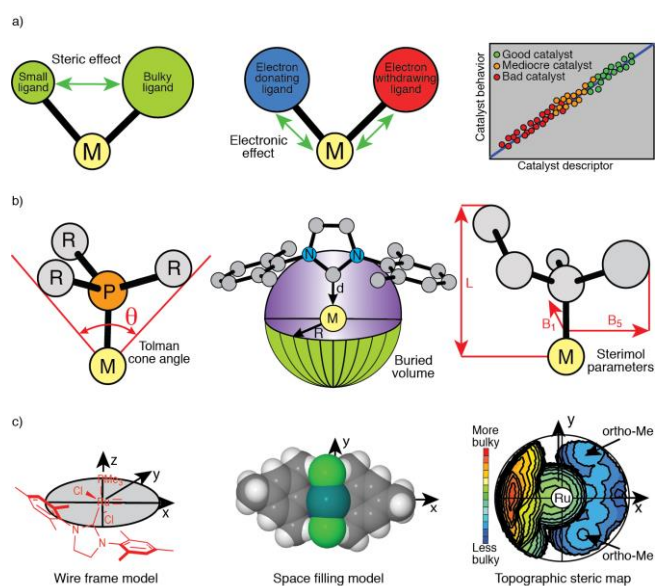 a)
Steric effect
Small
ligand
Bulky
ligand
M
Electron
donating
ligand
Electron
withdrawing
ligand
Electronic
effect
M
Catalyst behavior
Good catalyst
Mediocre catalyst
Bad catalyst
Catalyst descriptor
b)
R
R
R
P
θ
Tolman
cone angle
M
N
N
d
M
R
Buried
volume
L
B1
B5
M
Sterimol
parameters
c)
z
y
x
Cl
Cl
N
N
Wire frame model
y
x
Space filling model
More
bulky
Less
bulky
y
x
ortho-Me
Ru
ortho-Me
Topographic steric map